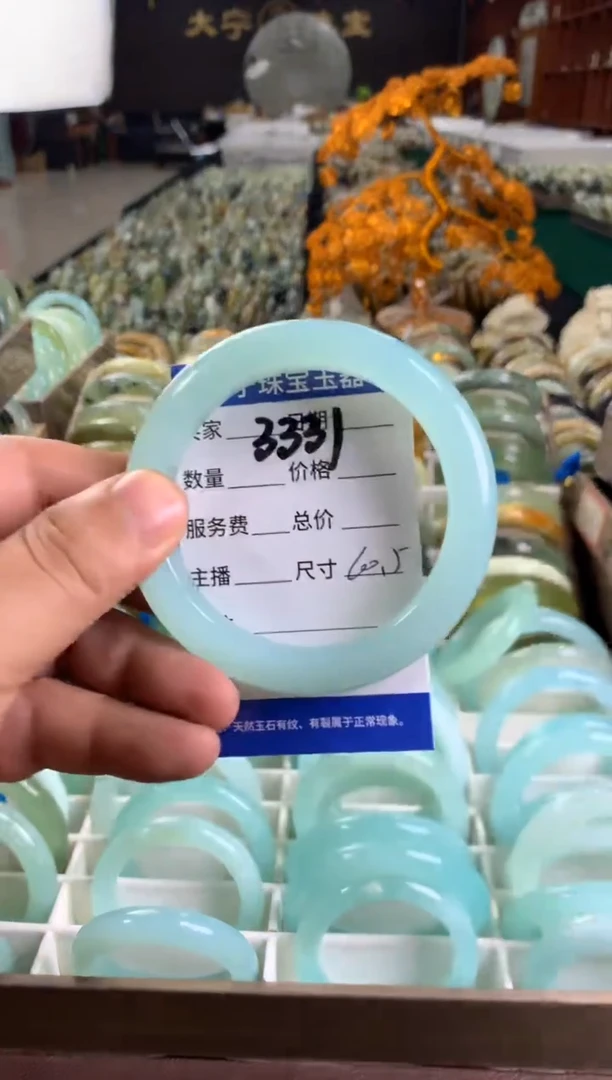 大宇 宝
宇珠宝玉器
家 日期
3331
数量 价格
服务费 总价
主播 尺寸 60.5
天然玉石有纹、有裂属于正常现象。